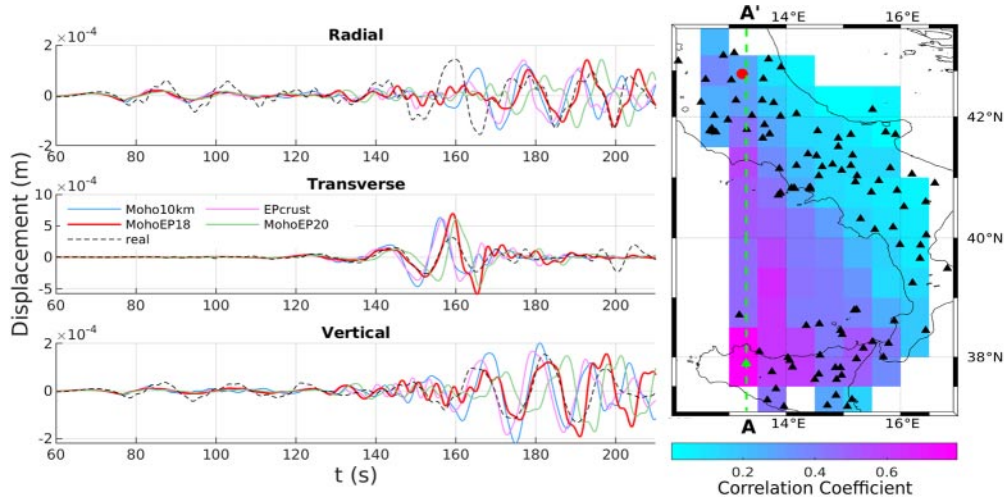 Radial
2 ×10⁻⁴
0
-2
60 80 100 120 140 160 180 200
Transverse
10 ×10⁻⁴
5
0
-5
Moho10km EPcrust
MohoEP18 MohoEP20
real
60 80 100 120 140 160 180 200
Vertical
2 ×10⁻⁴
0
-2
60 80 100 120 140 160 180 200
Displacement (m)
t (s)
A'
14°E 16°E
42°N
40°N
38°N
14°E 16°E
A
0.2 0.4 0.6
Correlation Coefficient